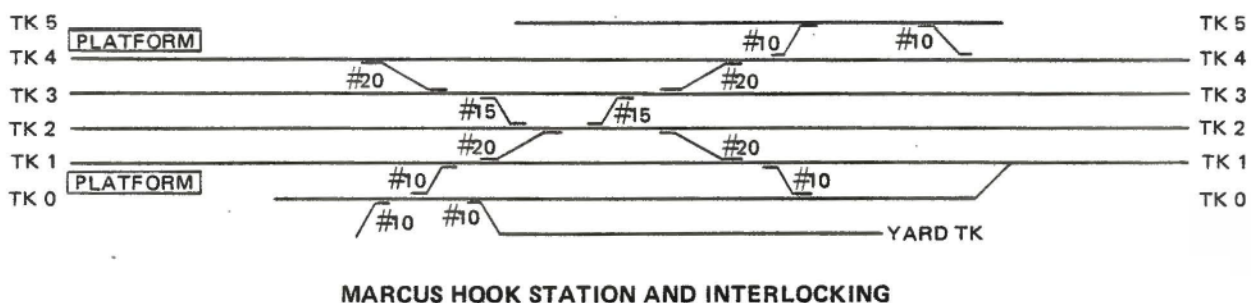 TK 5 TK 5
PLATFORM #10 #10
TK 4 TK 4
#20 #20
TK 3 TK 3
#15 #15
TK 2 TK 2
#20 #20
TK 1 TK 1
PLATFORM #10 #10
TK 0 TK 0
#10 #10
YARD TK
MARCUS HOOK STATION AND INTERLOCKING